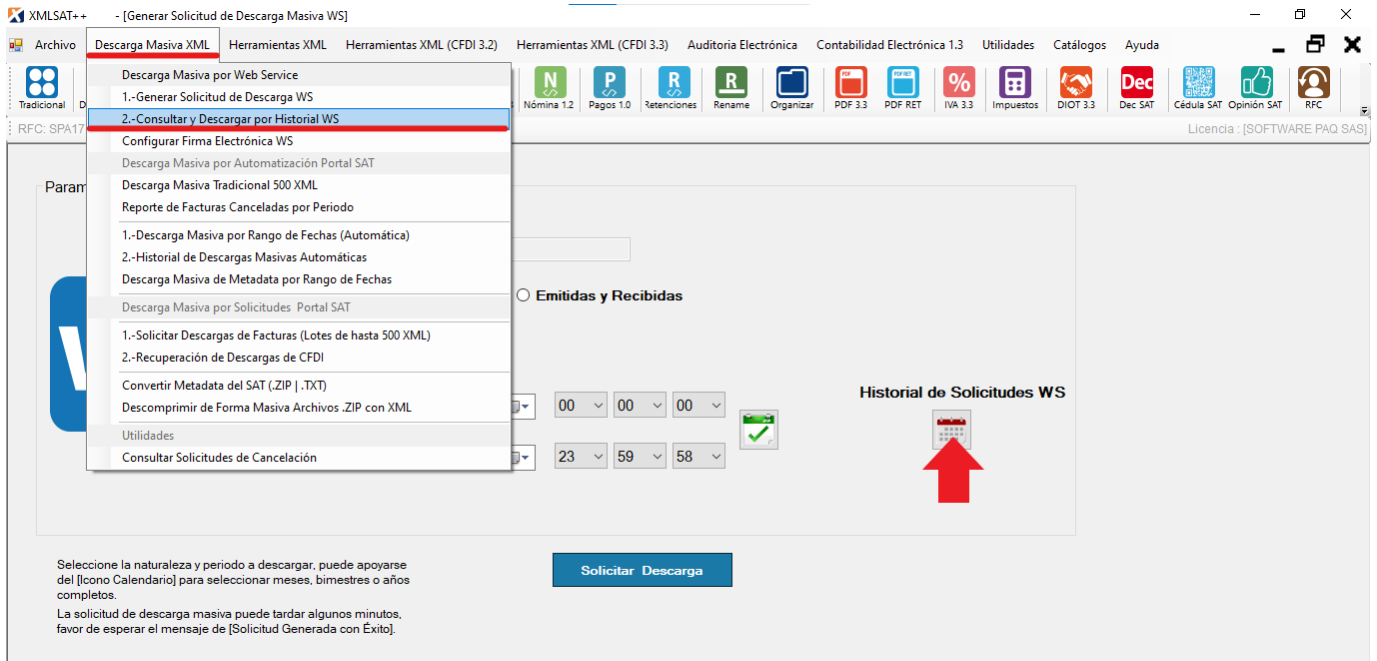 XMLSAT++ - [Generar Solicitud de Descarga Masiva WS]
Archivo Descarga Masiva XML Herramientas XML Herramientas XML (CFDI 3.2) Herramientas XML (CFDI 3.3) Auditoria Electrónica Contabilidad Electrónica 1.3 Utilidades Catálogos Ayuda
Tradicional Nómina 1.2 Pagos 1.0 Retenciones Rename Organizar PDF 3.3 PDF RET IVA 3.3 Impuestos DIOT 3.3 Dec SAT Cédula SAT Opinión SAT RFC
RFC: SPA17
Licencia : [SOFTWARE PAQ SAS]
Descarga Masiva por Web Service
1.-Generar Solicitud de Descarga WS
2.-Consultar y Descargar por Historial WS
Configurar Firma Electrónica WS
Descarga Masiva por Automatización Portal SAT
Descarga Masiva Tradicional 500 XML
Reporte de Facturas Canceladas por Periodo
1.-Descarga Masiva por Rango de Fechas (Automática)
2.-Historial de Descargas Masivas Automáticas
Descarga Masiva de Metadata por Rango de Fechas
Descarga Masiva por Solicitudes Portal SAT
1.-Solicitar Descargas de Facturas (Lotes de hasta 500 XML)
2.-Recuperación de Descargas de CFDI
Convertir Metadata del SAT (.ZIP | .TXT)
Descomprimir de Forma Masiva Archivos .ZIP con XML
Utilidades
Consultar Solicitudes de Cancelación
Param
Emitidas y Recibidas
00 00 00
23 59 58
Historial de Solicitudes WS
Seleccione la naturaleza y periodo a descargar, puede apoyarse
del [Icono Calendario] para seleccionar meses, bimestres o años
completos.
La solicitud de descarga masiva puede tardar algunos minutos,
favor de esperar el mensaje de [Solicitud Generada con Éxito].
Solicitar Descarga